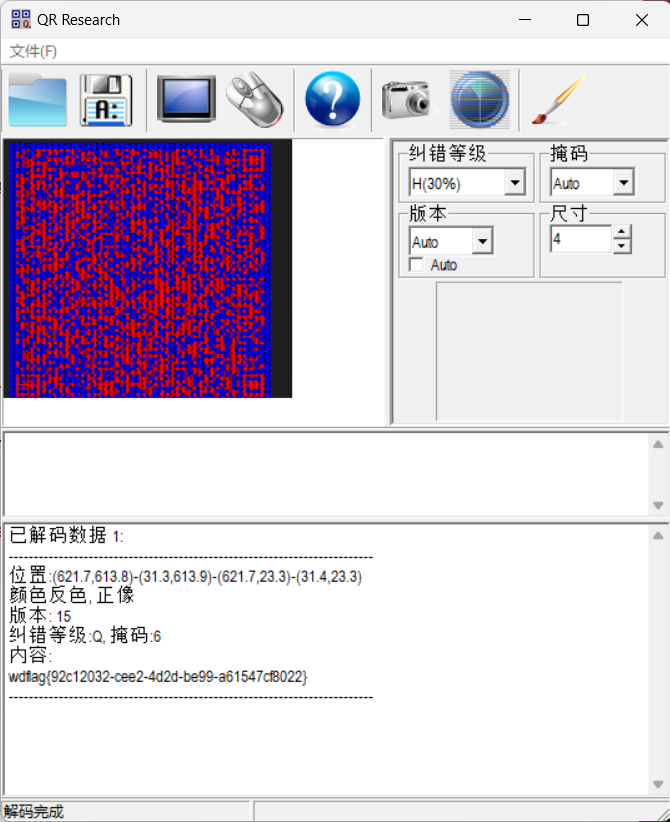 QR Research
文件(F)
A:
纠错等级
掩码
H(30%)
Auto
版本
尺寸
Auto
4
Auto
已解码数据 1:
--------------------------------------------------------------------------
位置:(621.7,613.8)-(31.3,613.9)-(621.7,23.3)-(31.4,23.3)
颜色反色, 正像
版本: 15
纠错等级:Q, 掩码:6
内容:
wdflag{92c12032-cee2-4d2d-be99-a61547cf8022}
--------------------------------------------------------------------------
解码完成